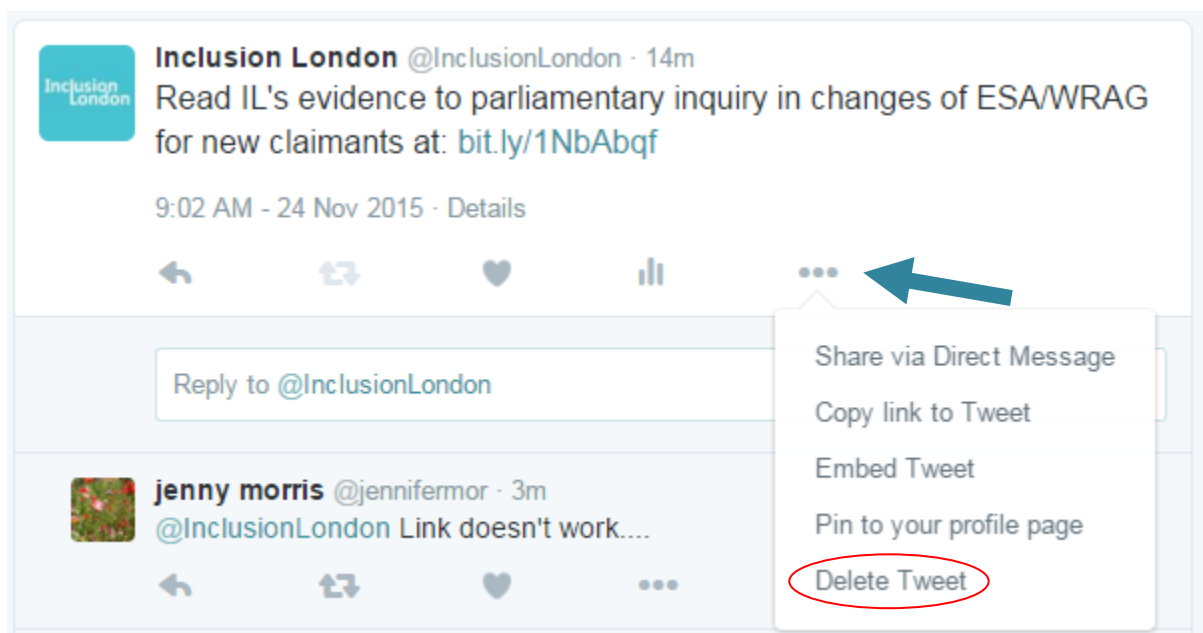 Inclusion
London
Inclusion London @InclusionLondon · 14m
Read IL's evidence to parliamentary inquiry in changes of ESA/WRAG
for new claimants at: bit.ly/1NbAbqf
9:02 AM - 24 Nov 2015 · Details
Share via Direct Message
Copy link to Tweet
Embed Tweet
Pin to your profile page
Delete Tweet
Reply to @InclusionLondon
jenny morris @jennifermor · 3m
@InclusionLondon Link doesn't work....